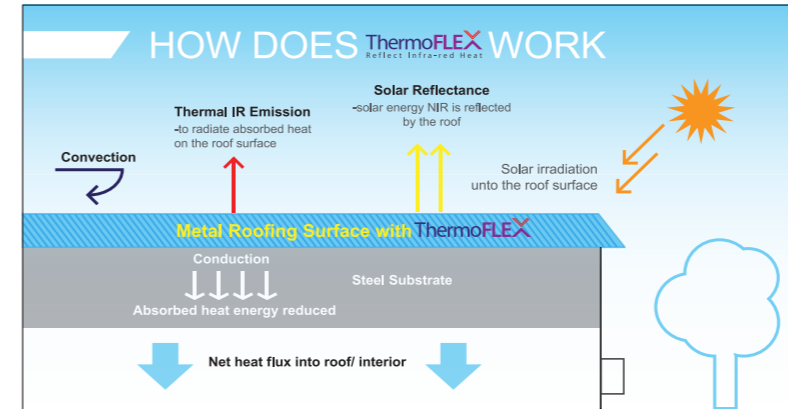 HOW DOES ThermoFLEX WORK
Reflect Infra-red Heat
Solar Reflectance
-solar energy NIR is reflected
by the roof
Thermal IR Emission
-to radiate absorbed heat
on the roof surface
Convection
Solar irradiation
unto the roof surface
Metal Roofing Surface with ThermoFLEX
Conduction
Steel Substrate
Absorbed heat energy reduced
Net heat flux into roof/ interior